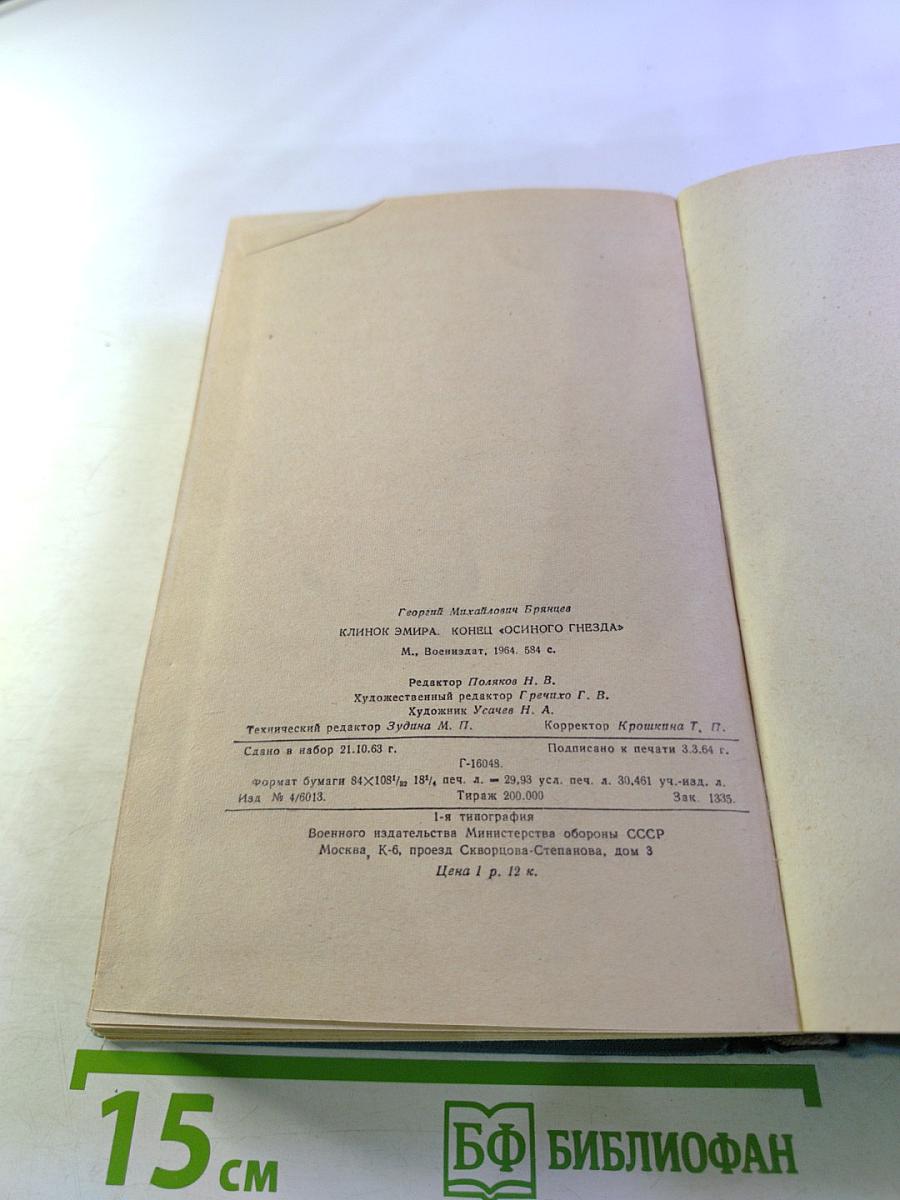 Георгий Михайлович Брянцев
КЛИНОК ЭМИРА. КОНЕЦ «ОСИНОГО ГНЕЗДА»
М., Воениздат, 1964. 584 с.
Редактор Поляков Н. В.
Художественный редактор Гречихо Г. В.
Художник Усачев Н. А.
Технический редактор Зудина М. П. Корректор Крошкина Т. П.
Сдано в набор 21.10.63 г. Подписано к печати 3.3.64 г.
Г-16048.
Формат бумаги 84×108¹/₃₂ 18¹/₄ печ. л. = 29,93 усл. печ. л. 30,461 уч.-изд. л.
Изд № 4/6013. Тираж 200.000 Зак. 1335.
1-я типография
Военного издательства Министерства обороны СССР
Москва, К-6, проезд Скворцова-Степанова, дом 3
Цена 1 р. 12 к.
15 см БФ БИБЛИОФАН